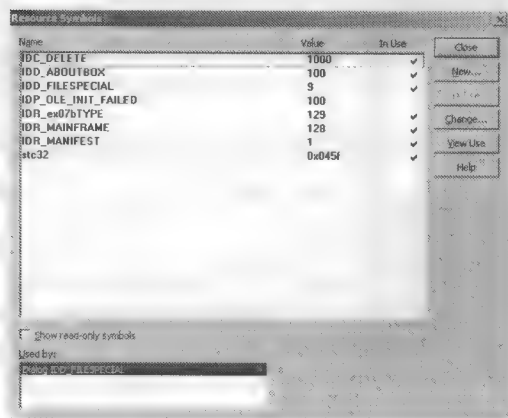 Resource Symbols
Name Value In Use
IDC_DELETE 1000
IDD_ABOUTBOX 100
IDD_FILESPECIAL 9
IDP_OLE_INIT_FAILED 100
IDR_ex07bTYPE 129
IDR_MAINFRAME 128
IDR_MANIFEST 1
stc32 0x045f
Close
New...
Change...
View Use
Help
Show read-only symbols
Used by:
Dialog IDD_FILESPECIAL